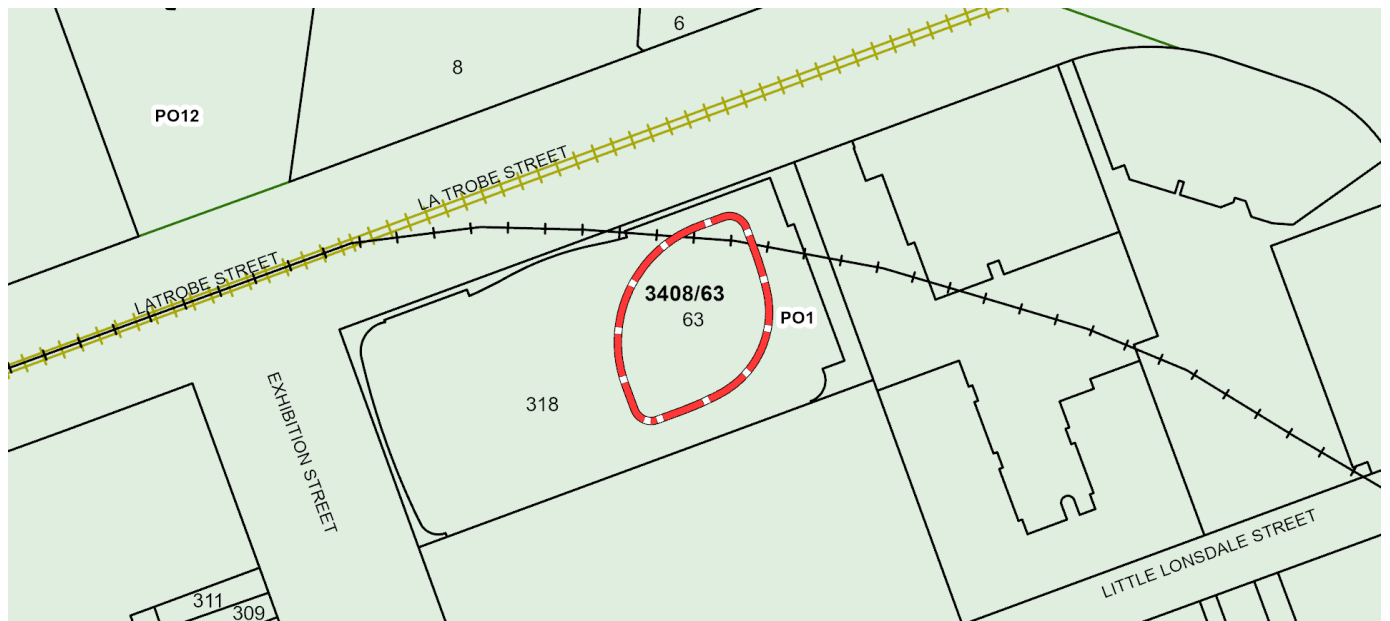 6
8
PO12
LA TROBE STREET
LATROBE STREET
3408/63
63
PO1
318
EXHIBITION STREET
LITTLE LONSDALE STREET
311
309